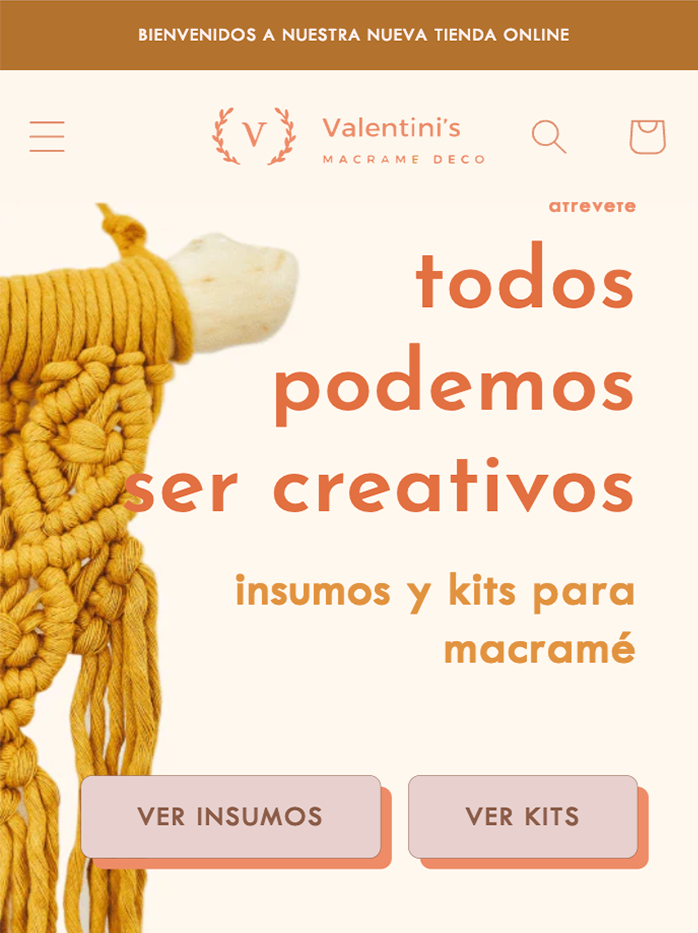 BIENVENIDOS A NUESTRA NUEVA TIENDA ONLINE
V
Valentini's
MACRAME DECO
atrevete
todos
podemos
ser creativos
insumos y kits para
macramé
VER INSUMOS
VER KITS